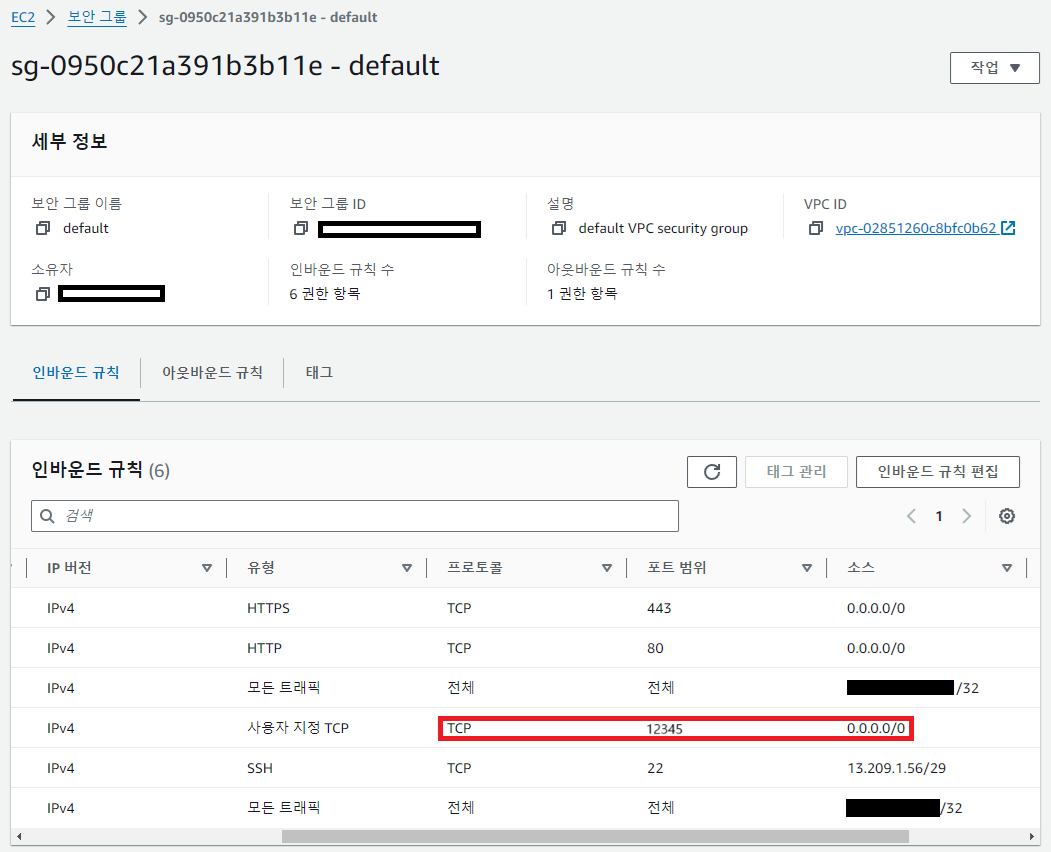 EC2 > 보안 그룹 > sg-0950c21a391b3b11e - default
sg-0950c21a391b3b11e - default
작업
세부 정보
보안 그룹 이름 보안 그룹 ID 설명 VPC ID
default default VPC security group vpc-02851260c8bfc0b62
소유자 인바운드 규칙 수 아웃바운드 규칙 수
6 권한 항목 1 권한 항목
인바운드 규칙 아웃바운드 규칙 태그
인바운드 규칙 (6) 태그 관리 인바운드 규칙 편집
검색 1
IP 버전 유형 프로토콜 포트 범위 소스
IPv4 HTTPS TCP 443 0.0.0.0/0
IPv4 HTTP TCP 80 0.0.0.0/0
IPv4 모든 트래픽 전체 전체 /32
IPv4 사용자 지정 TCP TCP 12345 0.0.0.0/0
IPv4 SSH TCP 22 13.209.1.56/29
IPv4 모든 트래픽 전체 전체 /32